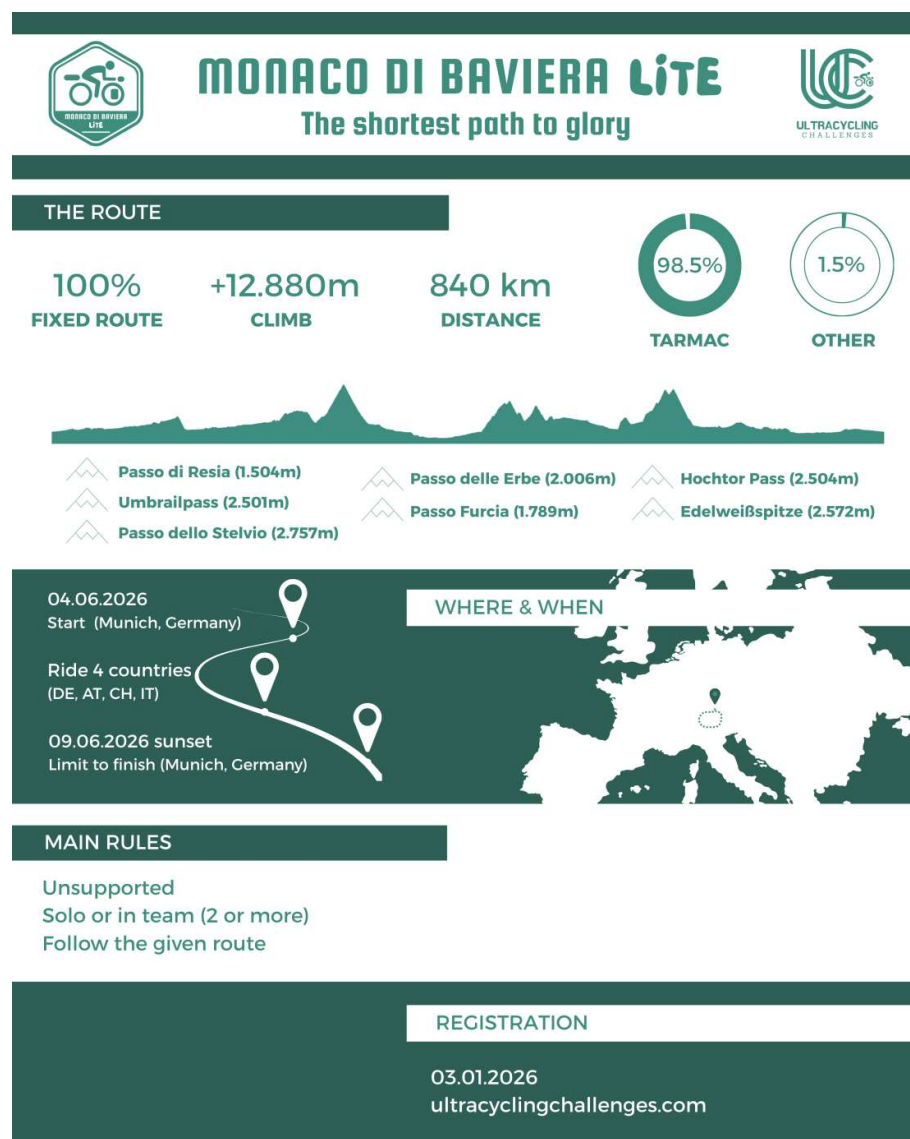 MONACO DI BAVIERA
LiTE
MONACO DI BAVIERA LiTE
The shortest path to glory
UCC
ULTRACYCLING
CHALLENGES
THE ROUTE
100%
FIXED ROUTE
+12.880m
CLIMB
840 km
DISTANCE
98.5%
TARMAC
1.5%
OTHER
Passo di Resia (1.504m)
Umbrailpass (2.501m)
Passo dello Stelvio (2.757m)
Passo delle Erbe (2.006m)
Passo Furcia (1.789m)
Hochtor Pass (2.504m)
Edelweißspitze (2.572m)
04.06.2026
Start (Munich, Germany)
Ride 4 countries
(DE, AT, CH, IT)
09.06.2026 sunset
Limit to finish (Munich, Germany)
WHERE & WHEN
MAIN RULES
Unsupported
Solo or in team (2 or more)
Follow the given route
REGISTRATION
03.01.2026
ultracyclingchallenges.com